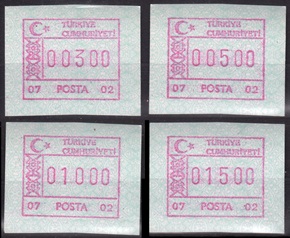 TÜRKİYE
CUMHURİYETİ
00300
07 POSTA 02
TÜRKİYE
CUMHURİYETİ
00500
07 POSTA 02
TÜRKİYE
CUMHURİYETİ
01000
07 POSTA 02
TÜRKİYE
CUMHURİYETİ
01500
07 POSTA 02